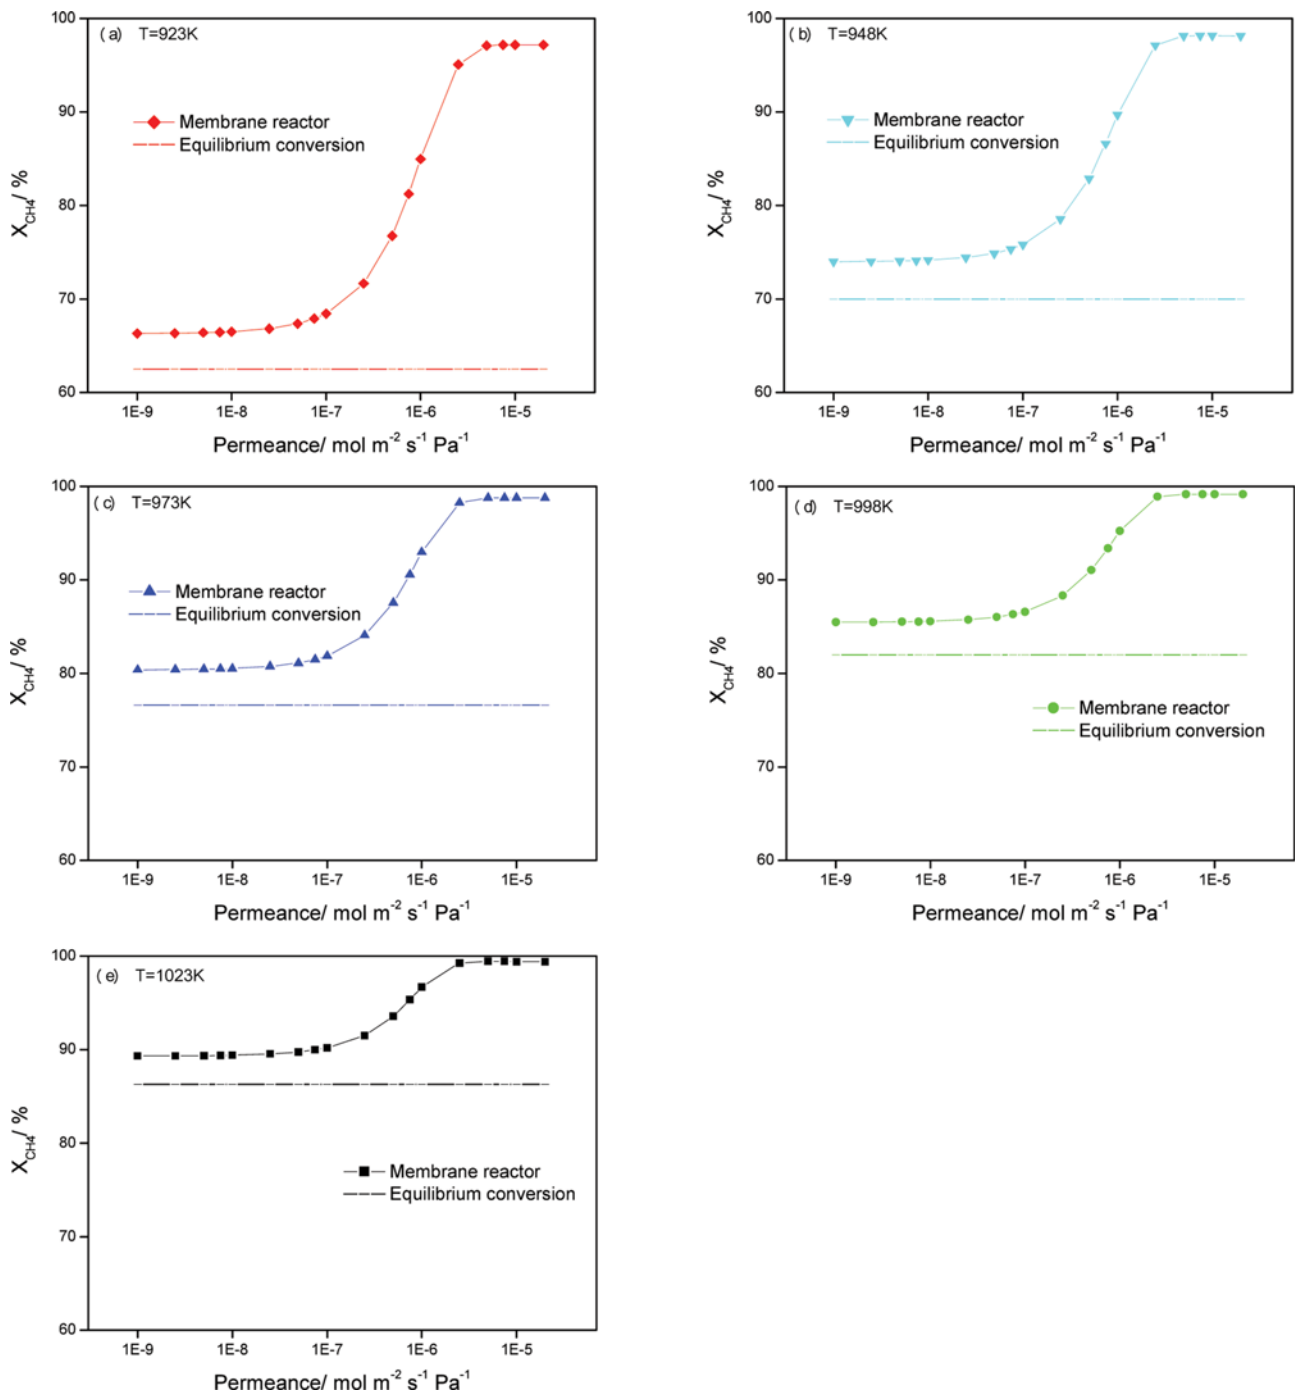 (a) T=923K
100
90
80
70
60
X_CH4/ %
Membrane reactor
Equilibrium conversion
1E-9 1E-8 1E-7 1E-6 1E-5
Permeance/ mol m⁻² s⁻¹ Pa⁻¹
(b) T=948K
100
90
80
70
60
X_CH4/ %
Membrane reactor
Equilibrium conversion
1E-9 1E-8 1E-7 1E-6 1E-5
Permeance/ mol m⁻² s⁻¹ Pa⁻¹
(c) T=973K
100
90
80
70
60
X_CH4/ %
Membrane reactor
Equilibrium conversion
1E-9 1E-8 1E-7 1E-6 1E-5
Permeance/ mol m⁻² s⁻¹ Pa⁻¹
(d) T=998K
100
90
80
70
60
X_CH4/ %
Membrane reactor
Equilibrium conversion
1E-9 1E-8 1E-7 1E-6 1E-5
Permeance/ mol m⁻² s⁻¹ Pa⁻¹
(e) T=1023K
100
90
80
70
60
X_CH4/ %
Membrane reactor
Equilibrium conversion
1E-9 1E-8 1E-7 1E-6 1E-5
Permeance/ mol m⁻² s⁻¹ Pa⁻¹